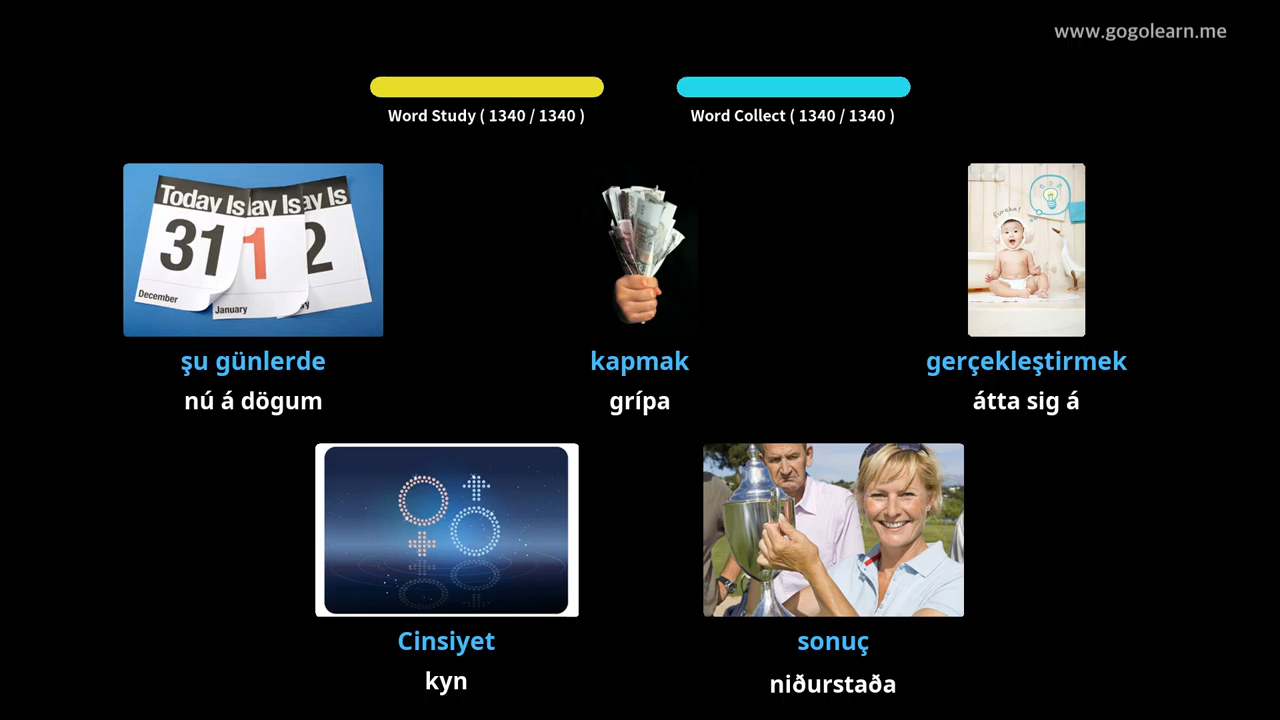 www.gogolearn.me
Word Study ( 1340 / 1340 )
Word Collect ( 1340 / 1340 )
Today Is
ay Is
ay Is
31
1
2
December
January
Eureka!
şu günlerde
kapmak
gerçekleştirmek
nú á dögum
grípa
átta sig á
Cinsiyet
sonuç
kyn
niðurstaða